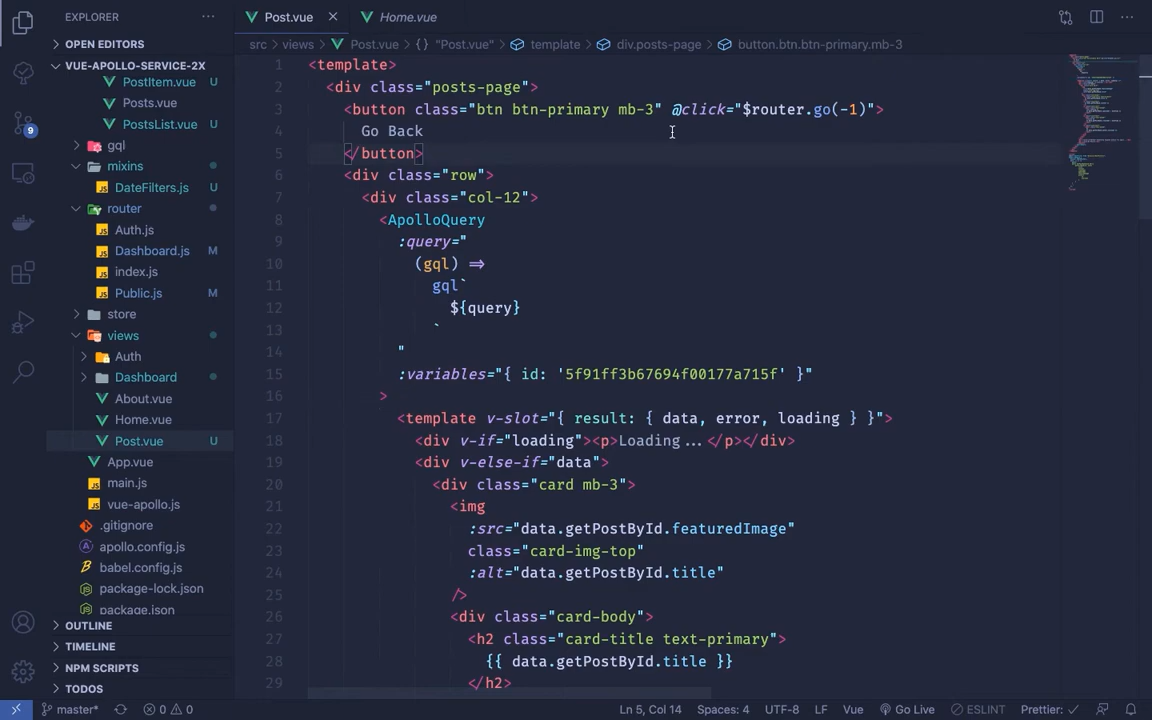 EXPLORER
OPEN EDITORS
VUE-APOLLO-SERVICE-2X
PostItem.vue U
Posts.vue
PostsList.vue U
gql
mixins
DateFilters.js U
router
Auth.js
Dashboard.js M
index.js
Public.js M
store
views
Auth
Dashboard
About.vue
Home.vue
Post.vue U
App.vue
main.js
vue-apollo.js
.gitignore
apollo.config.js
babel.config.js
package-lock.json
package.json
OUTLINE
TIMELINE
NPM SCRIPTS
TODOS
9
Post.vue Home.vue
src > views > Post.vue > {} "Post.vue" > template > div.posts-page > button.btn.btn-primary.mb-3
1 <template>
2 <div class="posts-page">
3 <button class="btn btn-primary mb-3" @click="$router.go(-1)">
4 Go Back
5 </button>
6 <div class="row">
7 <div class="col-12">
8 <ApolloQuery
9 :query="
10 (gql) =>
11 gql`
12 ${query}
13 `
14 "
15 :variables="{ id: '5f91ff3b67694f00177a715f' }"
16 >
17 <template v-slot="{ result: { data, error, loading } }">
18 <div v-if="loading"><p>Loading...</p></div>
19 <div v-else-if="data">
20 <div class="card mb-3">
21 <img
22 :src="data.getPostById.featuredImage"
23 class="card-img-top"
24 :alt="data.getPostById.title"
25 />
26 <div class="card-body">
27 <h2 class="card-title text-primary">
28 {{ data.getPostById.title }}
29 </h2>
master* 0 0 Ln 5, Col 14 Spaces: 4 UTF-8 LF Vue Go Live ESLINT Prettier: ✓